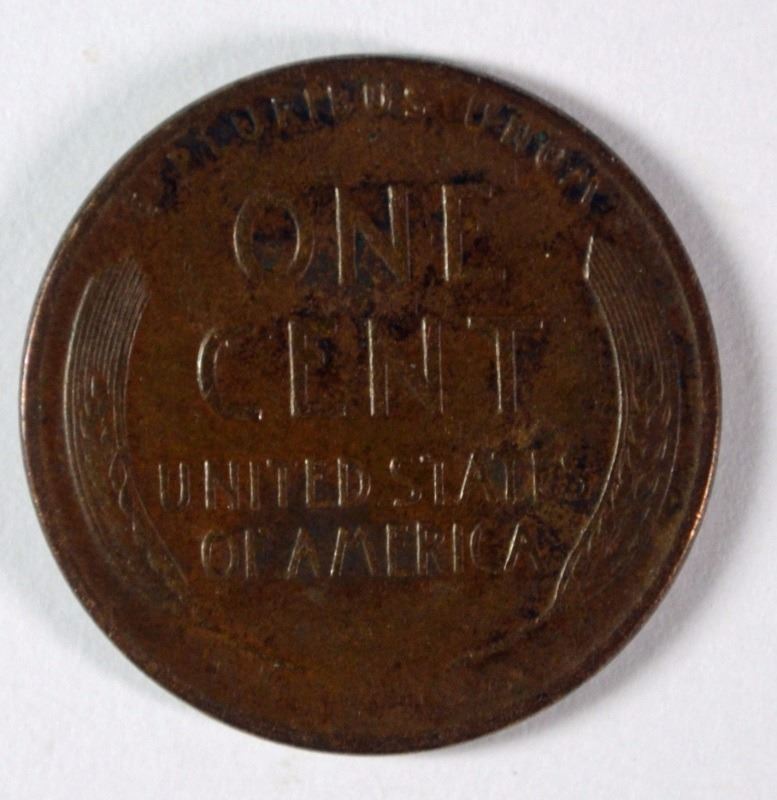 E PLURIBUS UNUM
ONE
CENT
UNITED STATES
OF AMERICA